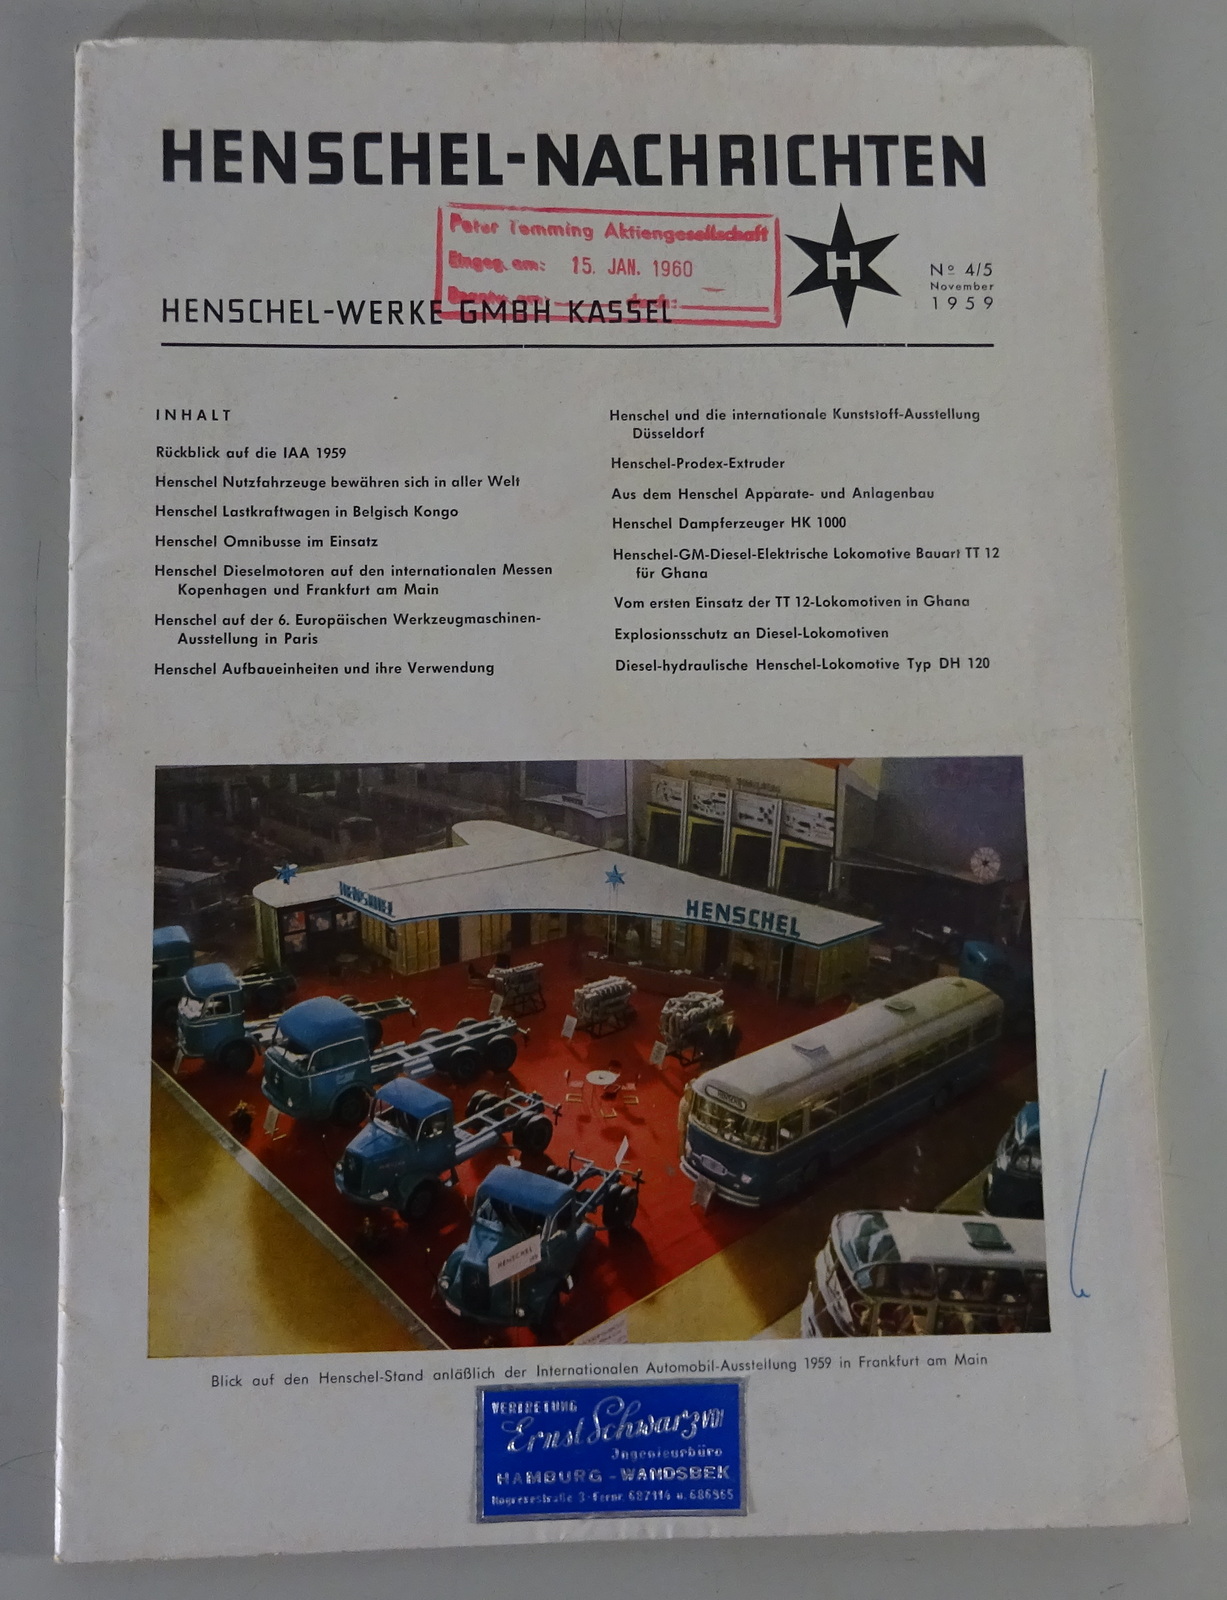 HENSCHEL-NACHRICHTEN
Peter Temming Aktiengesellschaft
Eingeg. am: 15. JAN. 1960
H
Nº 4/5
November
1959
HENSCHEL-WERKE GMBH KASSEL
INHALT
Rückblick auf die IAA 1959
Henschel Nutzfahrzeuge bewähren sich in aller Welt
Henschel Lastkraftwagen in Belgisch Kongo
Henschel Omnibusse im Einsatz
Henschel Dieselmotoren auf den internationalen Messen
Kopenhagen und Frankfurt am Main
Henschel auf der 6. Europäischen Werkzeugmaschinen-
Ausstellung in Paris
Henschel Aufbaueinheiten und ihre Verwendung
Henschel und die internationale Kunststoff-Ausstellung
Düsseldorf
Henschel-Prodex-Extruder
Aus dem Henschel Apparate- und Anlagenbau
Henschel Dampferzeuger HK 1000
Henschel-GM-Diesel-Elektrische Lokomotive Bauart TT 12
für Ghana
Vom ersten Einsatz der TT 12-Lokomotiven in Ghana
Explosionsschutz an Diesel-Lokomotiven
Diesel-hydraulische Henschel-Lokomotive Typ DH 120
HENSCHEL
HENSCHEL
HENSCHEL
Blick auf den Henschel-Stand anläßlich der Internationalen Automobil-Ausstellung 1959 in Frankfurt am Main
VERTRETUNG
Ernst Schwarz VDI
Ingenieurbüro
HAMBURG - WANDSBEK
3 · Fernr. 687114 u. 686965